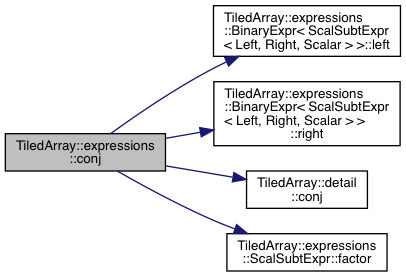 TiledArray::expressions
::conj
TiledArray::expressions
::BinaryExpr< ScalSubtExpr
< Left, Right, Scalar > >::left
TiledArray::expressions
::BinaryExpr< ScalSubtExpr
< Left, Right, Scalar > >
::right
TiledArray::detail
::conj
TiledArray::expressions
::ScalSubtExpr::factor